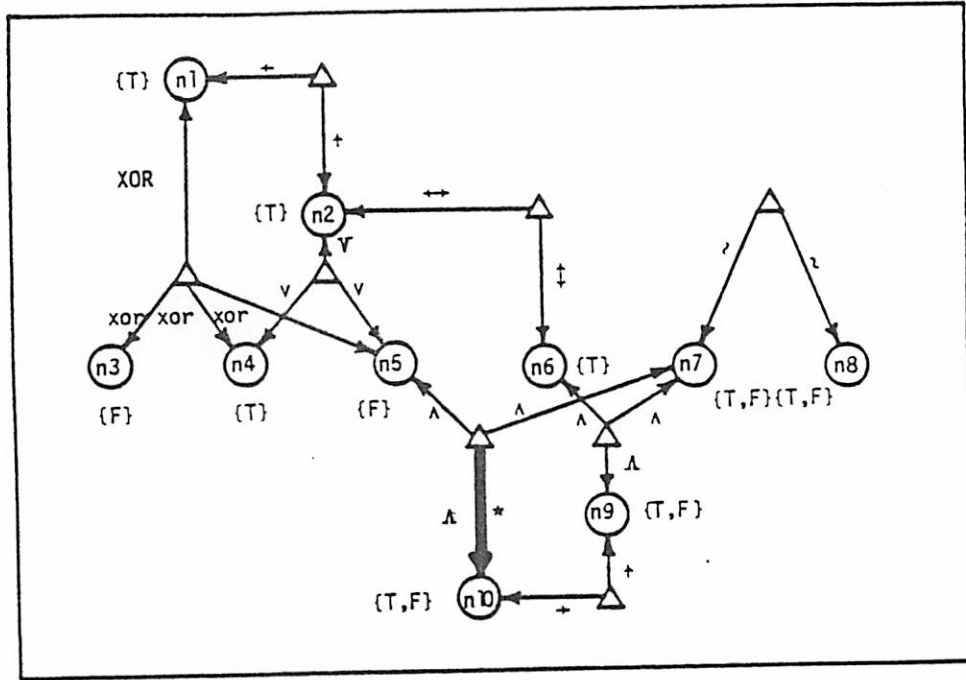 {T} n1 +
+
XOR
{T} n2 ↔
V
v v
xor xor xor
n3 n4 n5 n6 {T} n7 n8
{F} {T} {F} {T,F} {T,F}
∧ ∧ ∧ ∧
*
n9 {T,F}
+
{T,F} n10 +